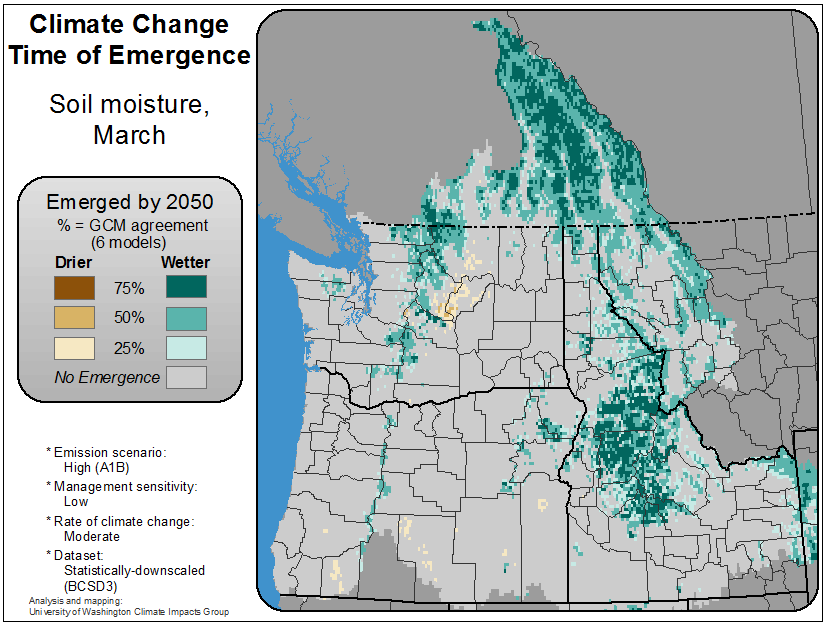 Climate Change
Time of Emergence
Soil moisture,
March
Emerged by 2050
% = GCM agreement
(6 models)
Drier Wetter
75%
50%
25%
No Emergence
* Emission scenario:
High (A1B)
* Management sensitivity:
Low
* Rate of climate change:
Moderate
* Dataset:
Statistically-downscaled
(BCSD3)
Analysis and mapping:
University of Washington Climate Impacts Group